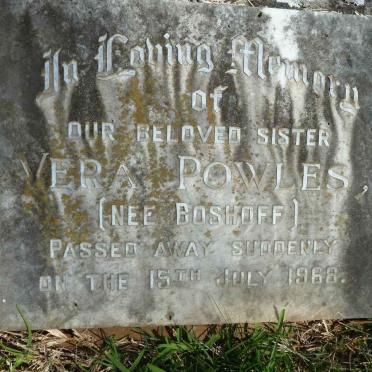 In Loving Memory
of
OUR BELOVED SISTER
VERA POWLES,
(NEE BOSHOFF)
PASSED AWAY SUDDENLY
ON THE 15TH JULY 1968.